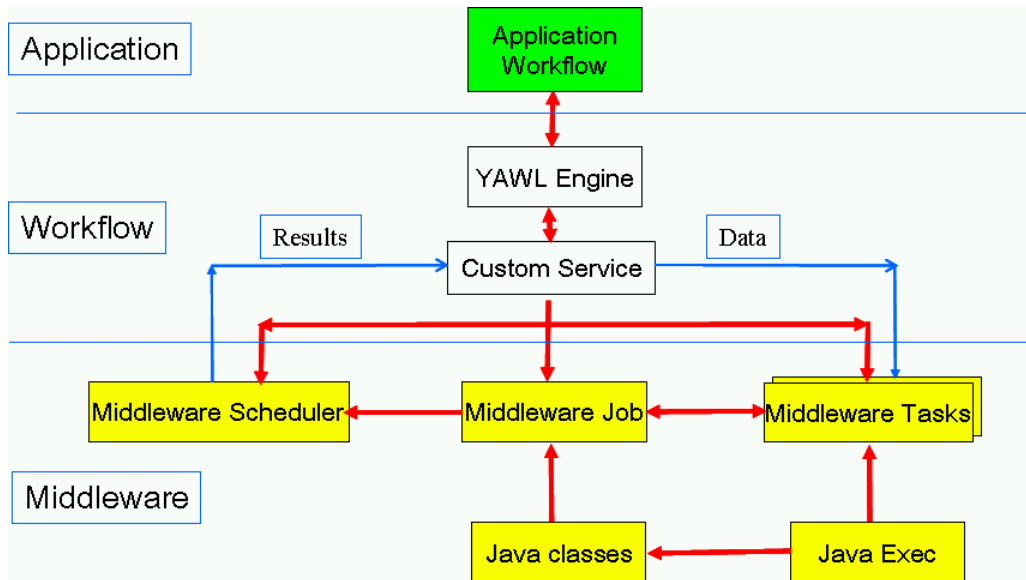 Application
Application
Workflow
YAWL Engine
Workflow
Results
Data
Custom Service
Middleware Scheduler
Middleware Job
Middleware Tasks
Middleware
Java classes
Java Exec